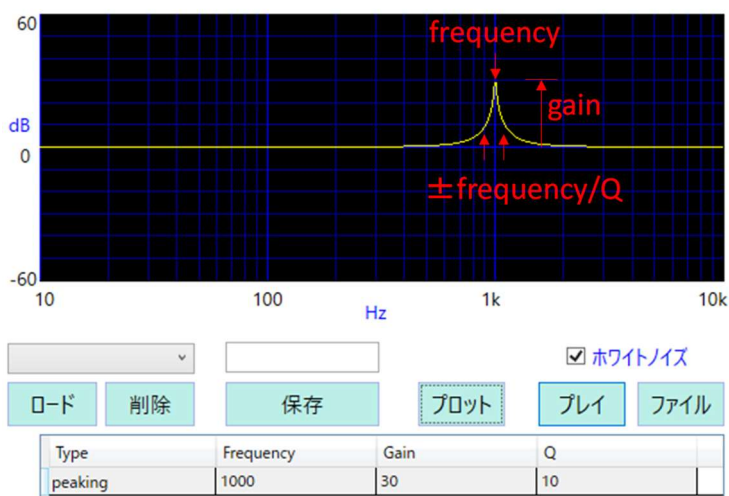 60
frequency
gain
dB
0
±frequency/Q
-60
10 100 1k 10k
Hz
ホワイトノイズ
ロード 削除 保存 プロット プレイ ファイル
Type Frequency Gain Q
peaking 1000 30 10